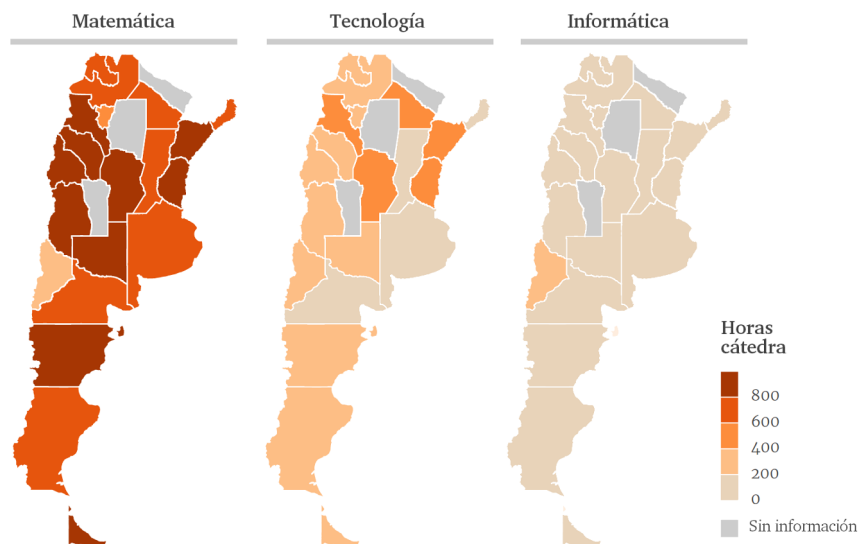 Matemática
Tecnología
Informática
Horas
cátedra
800
600
400
200
0
Sin información